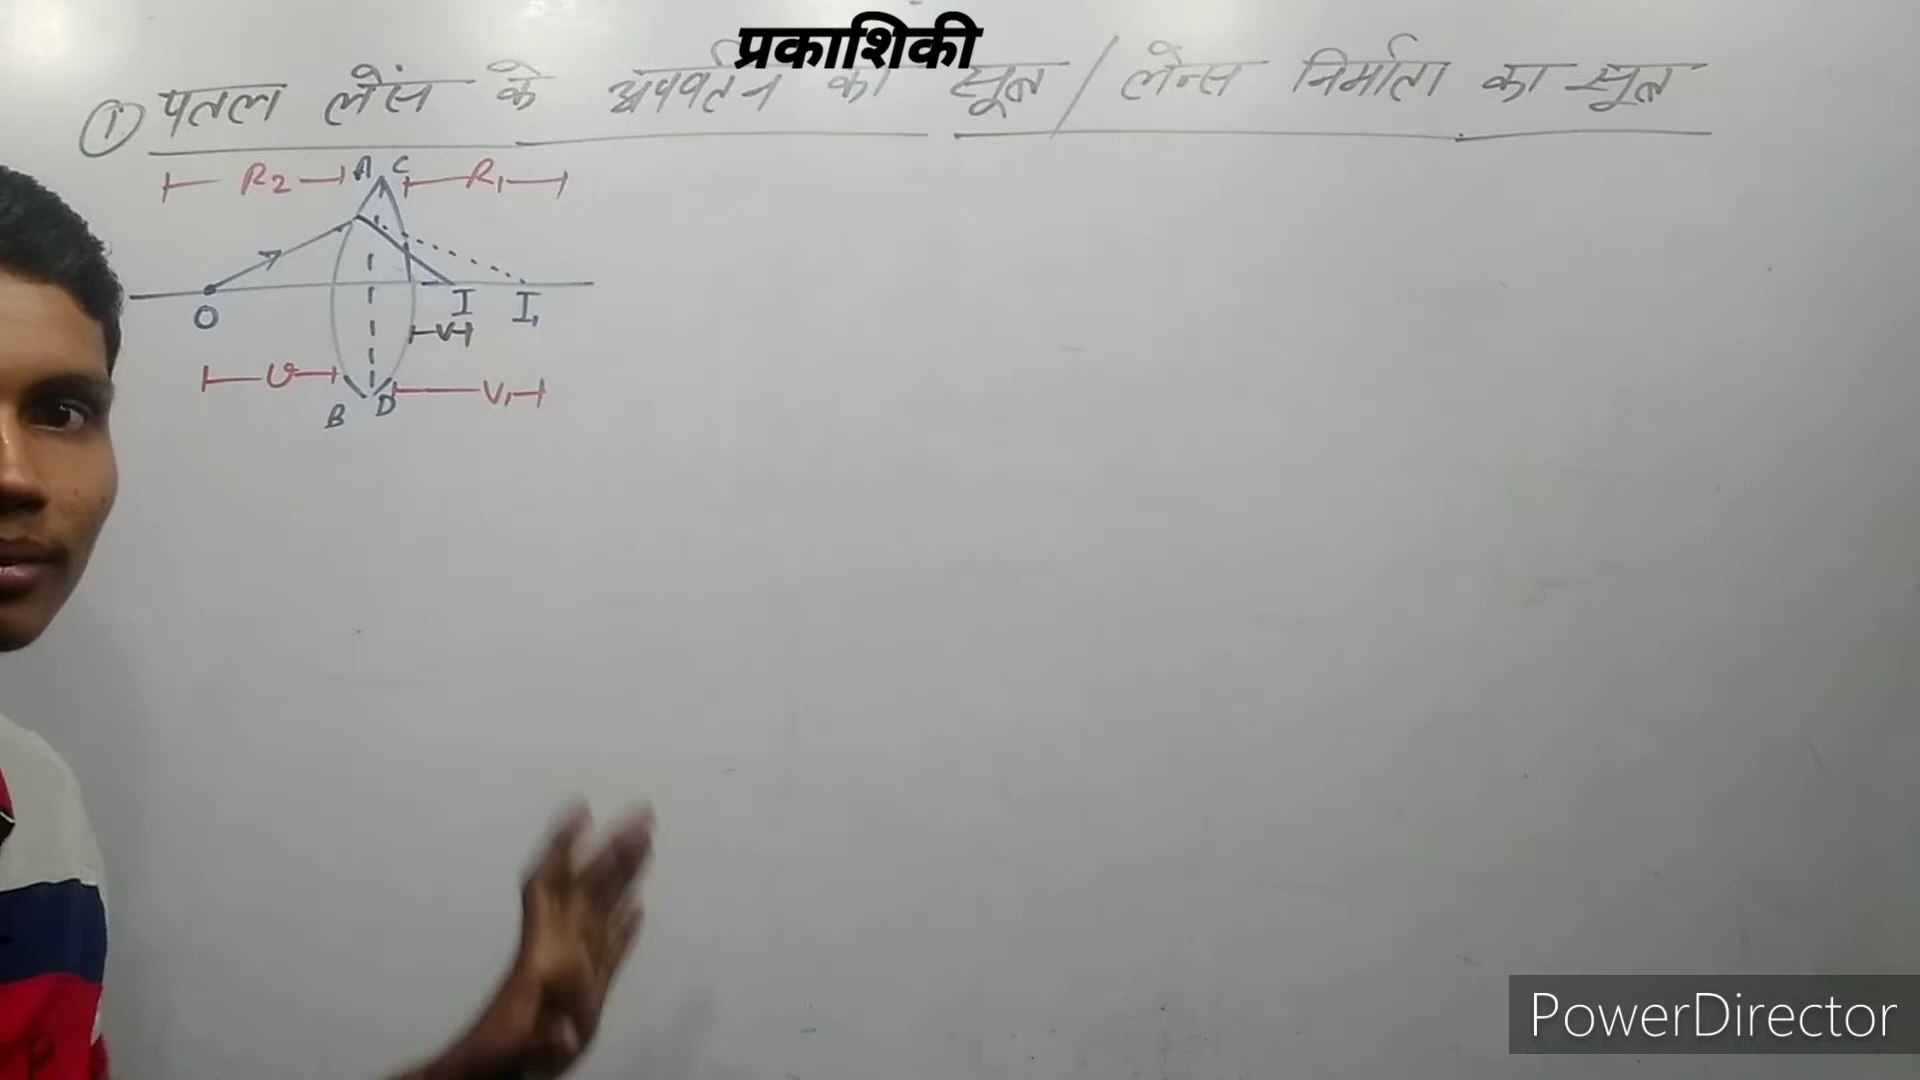 प्रकाशिकी
① पतल लेंस के अपवर्तन का सूत्र / लेन्स निर्माता का सूत्र
R2 A C R1
O I I1
V
U V1
B D
PowerDirector